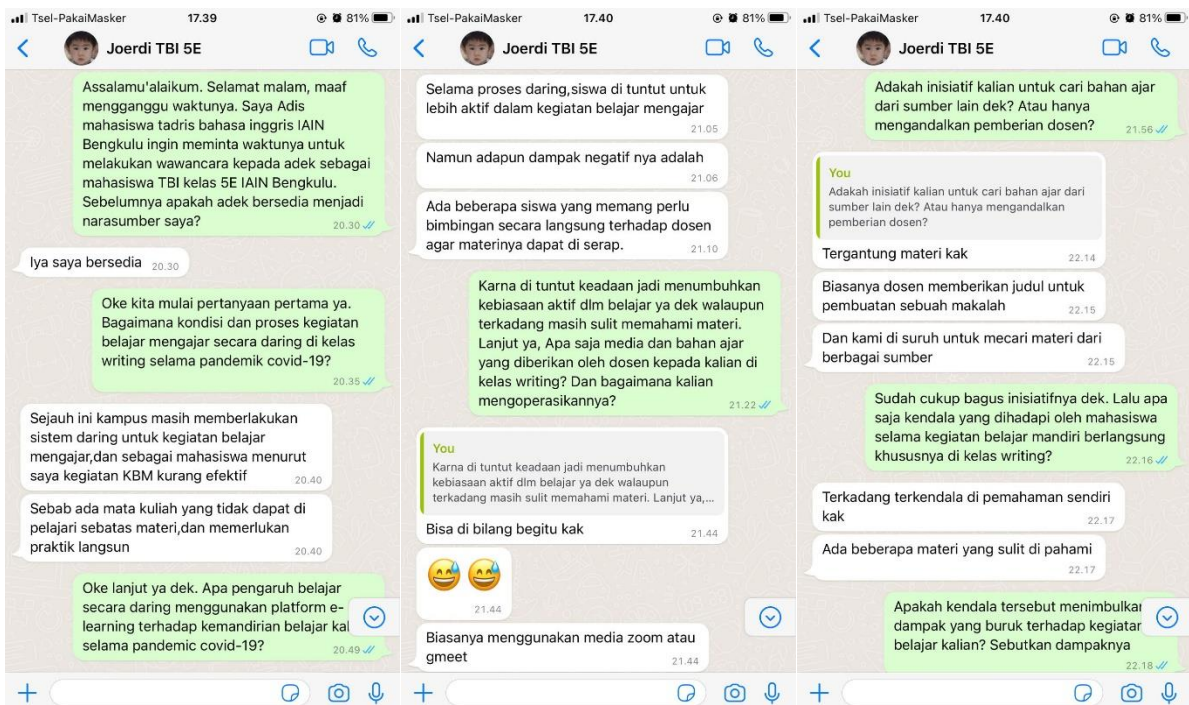 Tsel-PakaiMasker 17.39 81%
Joerdi TBI 5E
Assalamu'alaikum. Selamat malam, maaf
mengganggu waktunya. Saya Adis
mahasiswa tadris bahasa inggris IAIN
Bengkulu ingin meminta waktunya untuk
melakukan wawancara kepada adek sebagai
mahasiswa TBI kelas 5E IAIN Bengkulu.
Sebelumnya apakah adek bersedia menjadi
narasumber saya?
20.30
Iya saya bersedia 20.30
Oke kita mulai pertanyaan pertama ya.
Bagaimana kondisi dan proses kegiatan
belajar mengajar secara daring di kelas
writing selama pandemik covid-19?
20.35
Sejauh ini kampus masih memberlakukan
sistem daring untuk kegiatan belajar
mengajar,dan sebagai mahasiswa menurut
saya kegiatan KBM kurang efektif
20.40
Sebab ada mata kuliah yang tidak dapat di
pelajari sebatas materi,dan memerlukan
praktik langsun
20.40
Oke lanjut ya dek. Apa pengaruh belajar
secara daring menggunakan platform e-
learning terhadap kemandirian belajar
selama pandemic covid-19?
20.49
Tsel-PakaiMasker 17.40 81%
Joerdi TBI 5E
Selama proses daring,siswa di tuntut untuk
lebih aktif dalam kegiatan belajar mengajar
21.05
Namun adapun dampak negatif nya adalah
21.06
Ada beberapa siswa yang memang perlu
bimbingan secara langsung terhadap dosen
agar materinya dapat di serap.
21.10
Karna di tuntut keadaan jadi menumbuhkan
kebiasaan aktif dlm belajar ya dek walaupun
terkadang masih sulit memahami materi.
Lanjut ya, Apa saja media dan bahan ajar
yang diberikan oleh dosen kepada kalian di
kelas writing? Dan bagaimana kalian
mengoperasikannya?
21.22
You
Karna di tuntut keadaan jadi menumbuhkan
kebiasaan aktif dlm belajar ya dek walaupun
terkadang masih sulit memahami materi. Lanjut ya,...
Bisa di bilang begitu kak
21.44
21.44
Biasanya menggunakan media zoom atau
gmeet
21.44
Tsel-PakaiMasker 17.40 81%
Joerdi TBI 5E
Adakah inisiatif kalian untuk cari bahan ajar
dari sumber lain dek? Atau hanya
mengandalkan pemberian dosen?
21.56
You
Adakah inisiatif kalian untuk cari bahan ajar dari
sumber lain dek? Atau hanya mengandalkan
pemberian dosen?
Tergantung materi kak
22.14
Biasanya dosen memberikan judul untuk
pembuatan sebuah makalah
22.15
Dan kami di suruh untuk mecari materi dari
berbagai sumber
22.15
Sudah cukup bagus inisiatifnya dek. Lalu apa
saja kendala yang dihadapi oleh mahasiswa
selama kegiatan belajar mandiri berlangsung
khususnya di kelas writing?
22.16
Terkadang terkendala di pemahaman sendiri
kak
22.17
Ada beberapa materi yang sulit di pahami
22.17
Apakah kendala tersebut menimbulkan
dampak yang buruk terhadap kegiatan
belajar kalian? Sebutkan dampaknya
22.18